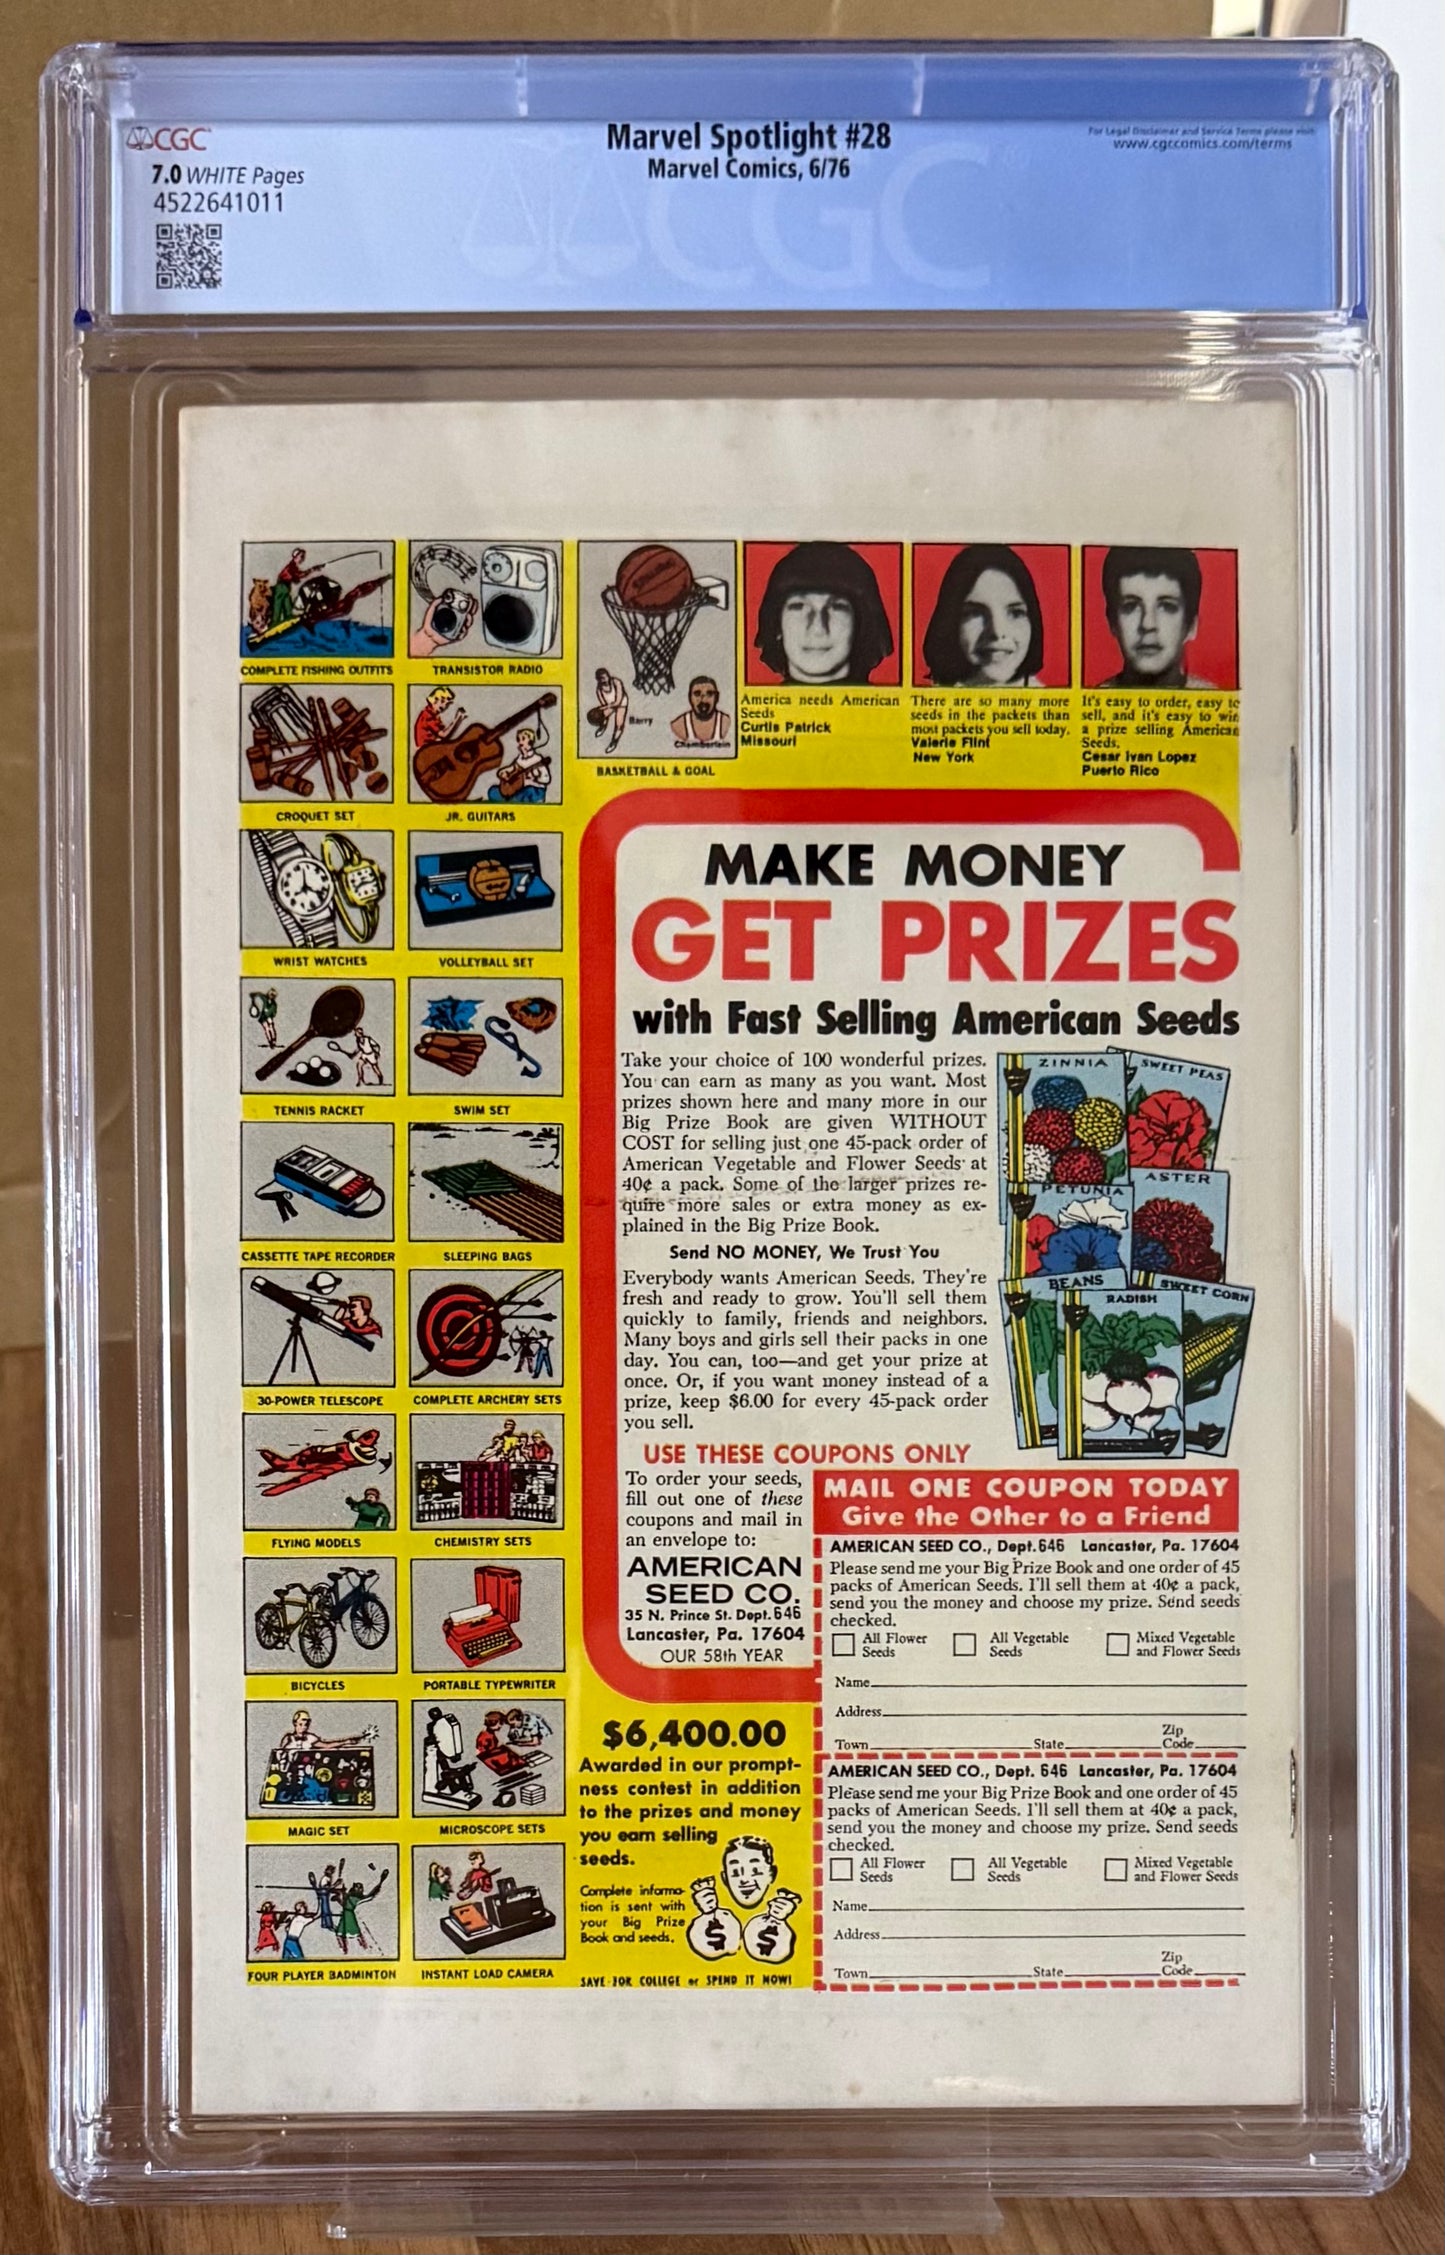 CGC
7.0 WHITE Pages
4522641011
Marvel Spotlight #28
Marvel Comics, 6/76
For Legal Disclaimer and Service Terms please visit
www.cgccomics.com/terms
CGC
COMPLETE FISHING OUTFITS
TRANSISTOR RADIO
CROQUET SET
JR. GUITARS
WRIST WATCHES
VOLLEYBALL SET
TENNIS RACKET
SWIM SET
CASSETTE TAPE RECORDER
SLEEPING BAGS
30-POWER TELESCOPE
COMPLETE ARCHERY SETS
FLYING MODELS
CHEMISTRY SETS
BICYCLES
PORTABLE TYPEWRITER
MAGIC SET
MICROSCOPE SETS
FOUR PLAYER BADMINTON
INSTANT LOAD CAMERA
SPALDING
Barry
Chamberlain
BASKETBALL & GOAL
America needs American
Seeds
Curtis Patrick
Missouri
There are so many more
seeds in the packets than
most packets you sell today.
Valerie Flint
New York
It's easy to order, easy to
sell, and it's easy to win
a prize selling American
Seeds.
Cesar Ivan Lopez
Puerto Rico
MAKE MONEY
GET PRIZES
with Fast Selling American Seeds
Take your choice of 100 wonderful prizes.
You can earn as many as you want. Most
prizes shown here and many more in our
Big Prize Book are given WITHOUT
COST for selling just one 45-pack order of
American Vegetable and Flower Seeds at
40¢ a pack. Some of the larger prizes re-
quire more sales or extra money as ex-
plained in the Big Prize Book.
Send NO MONEY, We Trust You
Everybody wants American Seeds. They're
fresh and ready to grow. You'll sell them
quickly to family, friends and neighbors.
Many boys and girls sell their packs in one
day. You can, too—and get your prize at
once. Or, if you want money instead of a
prize, keep $6.00 for every 45-pack order
you sell.
ZINNIA
SWEET PEAS
PETUNIA
ASTER
BEANS
RADISH
SWEET CORN
USE THESE COUPONS ONLY
To order your seeds,
fill out one of these
coupons and mail in
an envelope to:
AMERICAN
SEED CO.
35 N. Prince St. Dept. 646
Lancaster, Pa. 17604
OUR 58th YEAR
MAIL ONE COUPON TODAY
Give the Other to a Friend
AMERICAN SEED CO., Dept. 646 Lancaster, Pa. 17604
Please send me your Big Prize Book and one order of 45
packs of American Seeds. I'll sell them at 40¢ a pack,
send you the money and choose my prize. Send seeds
checked.
All Flower
Seeds
All Vegetable
Seeds
Mixed Vegetable
and Flower Seeds
Name
Address
Town State Zip
Code
AMERICAN SEED CO., Dept. 646 Lancaster, Pa. 17604
Please send me your Big Prize Book and one order of 45
packs of American Seeds. I'll sell them at 40¢ a pack,
send you the money and choose my prize. Send seeds
checked.
All Flower
Seeds
All Vegetable
Seeds
Mixed Vegetable
and Flower Seeds
Name
Address
Town State Zip
Code
$6,400.00
Awarded in our prompt-
ness contest in addition
to the prizes and money
you earn selling
seeds.
Complete informa-
tion is sent with
your Big Prize
Book and seeds.
$ $
SAVE FOR COLLEGE or SPEND IT NOW!